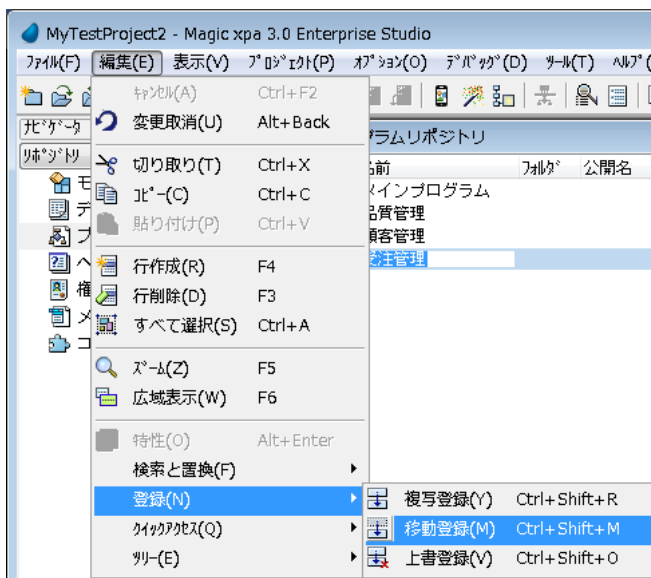 MyTestProject2 - Magic xpa 3.0 Enterprise Studio
ﾌｧｲﾙ(F) 編集(E) 表示(V) ﾌﾟﾛｼﾞｪｸﾄ(P) ｵﾌﾟｼｮﾝ(O) ﾃﾞﾊﾞｯｸﾞ(D) ﾂｰﾙ(T) ﾍﾙﾌﾟ(
ｷｬﾝｾﾙ(A) Ctrl+F2
ﾅﾋﾞｹﾞｰﾀ
変更取消(U) Alt+Back
ラムリポジトリ
ﾘﾎﾟｼﾞﾄﾘ
切り取り(T) Ctrl+X
名前 ﾌｫﾙﾀﾞ 公開名
モ
ｺﾋﾟｰ(C) Ctrl+C
メインプログラム
デ
貼り付け(P) Ctrl+V
品質管理
プ
顧客管理
ヘ
行作成(R) F4
受注管理
権
行削除(D) F3
メ
すべて選択(S) Ctrl+A
コ
ｽﾞｰﾑ(Z) F5
広域表示(W) F6
特性(O) Alt+Enter
検索と置換(F)
登録(N)
複写登録(Y) Ctrl+Shift+R
ｸｲｯｸｱｸｾｽ(Q)
移動登録(M) Ctrl+Shift+M
ﾂﾘｰ(E)
上書登録(V) Ctrl+Shift+O